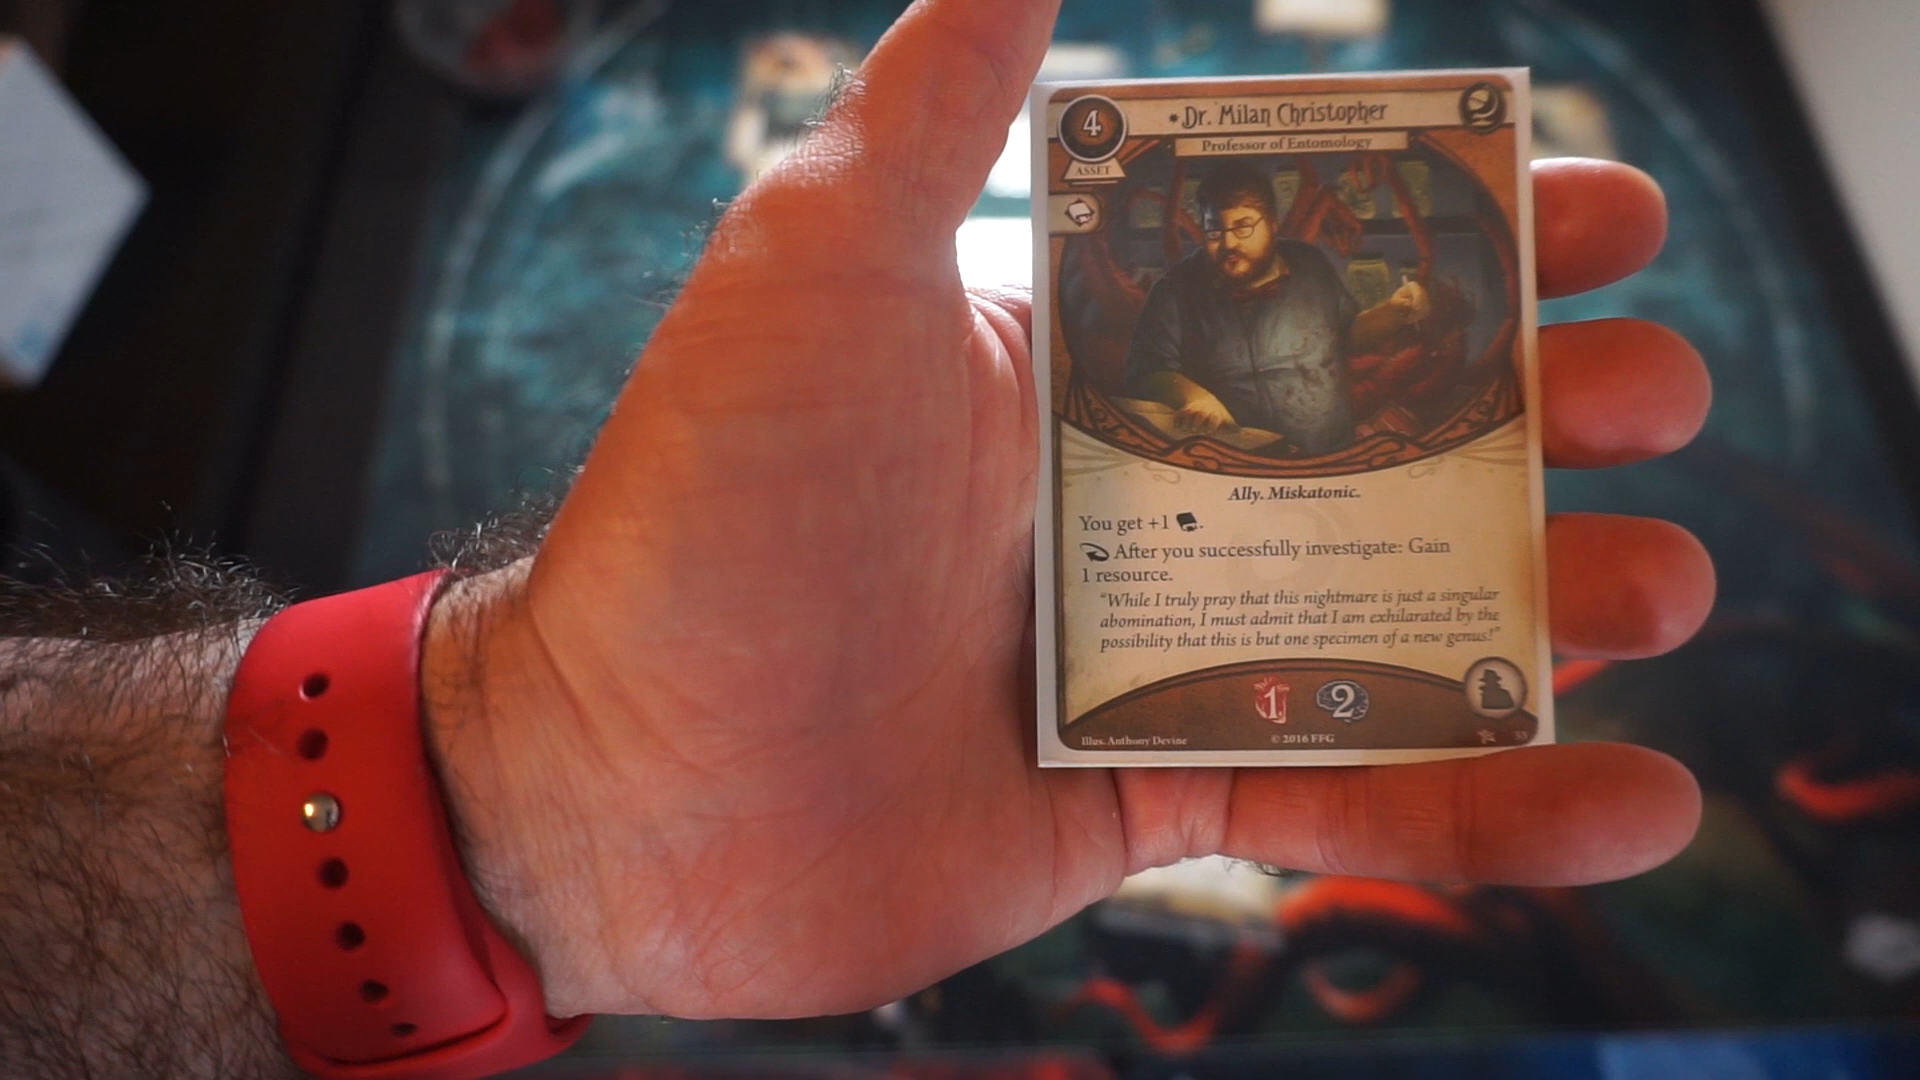 4
*Dr. Milan Christopher
Professor of Entomology
ASSET
Ally. Miskatonic.
You get +1 .
After you successfully investigate: Gain
1 resource.
"While I truly pray that this nightmare is just a singular
abomination, I must admit that I am exhilarated by the
possibility that this is but one specimen of a new genus!"
1 2
Illus. Anthony Devine © 2016 FFG 33